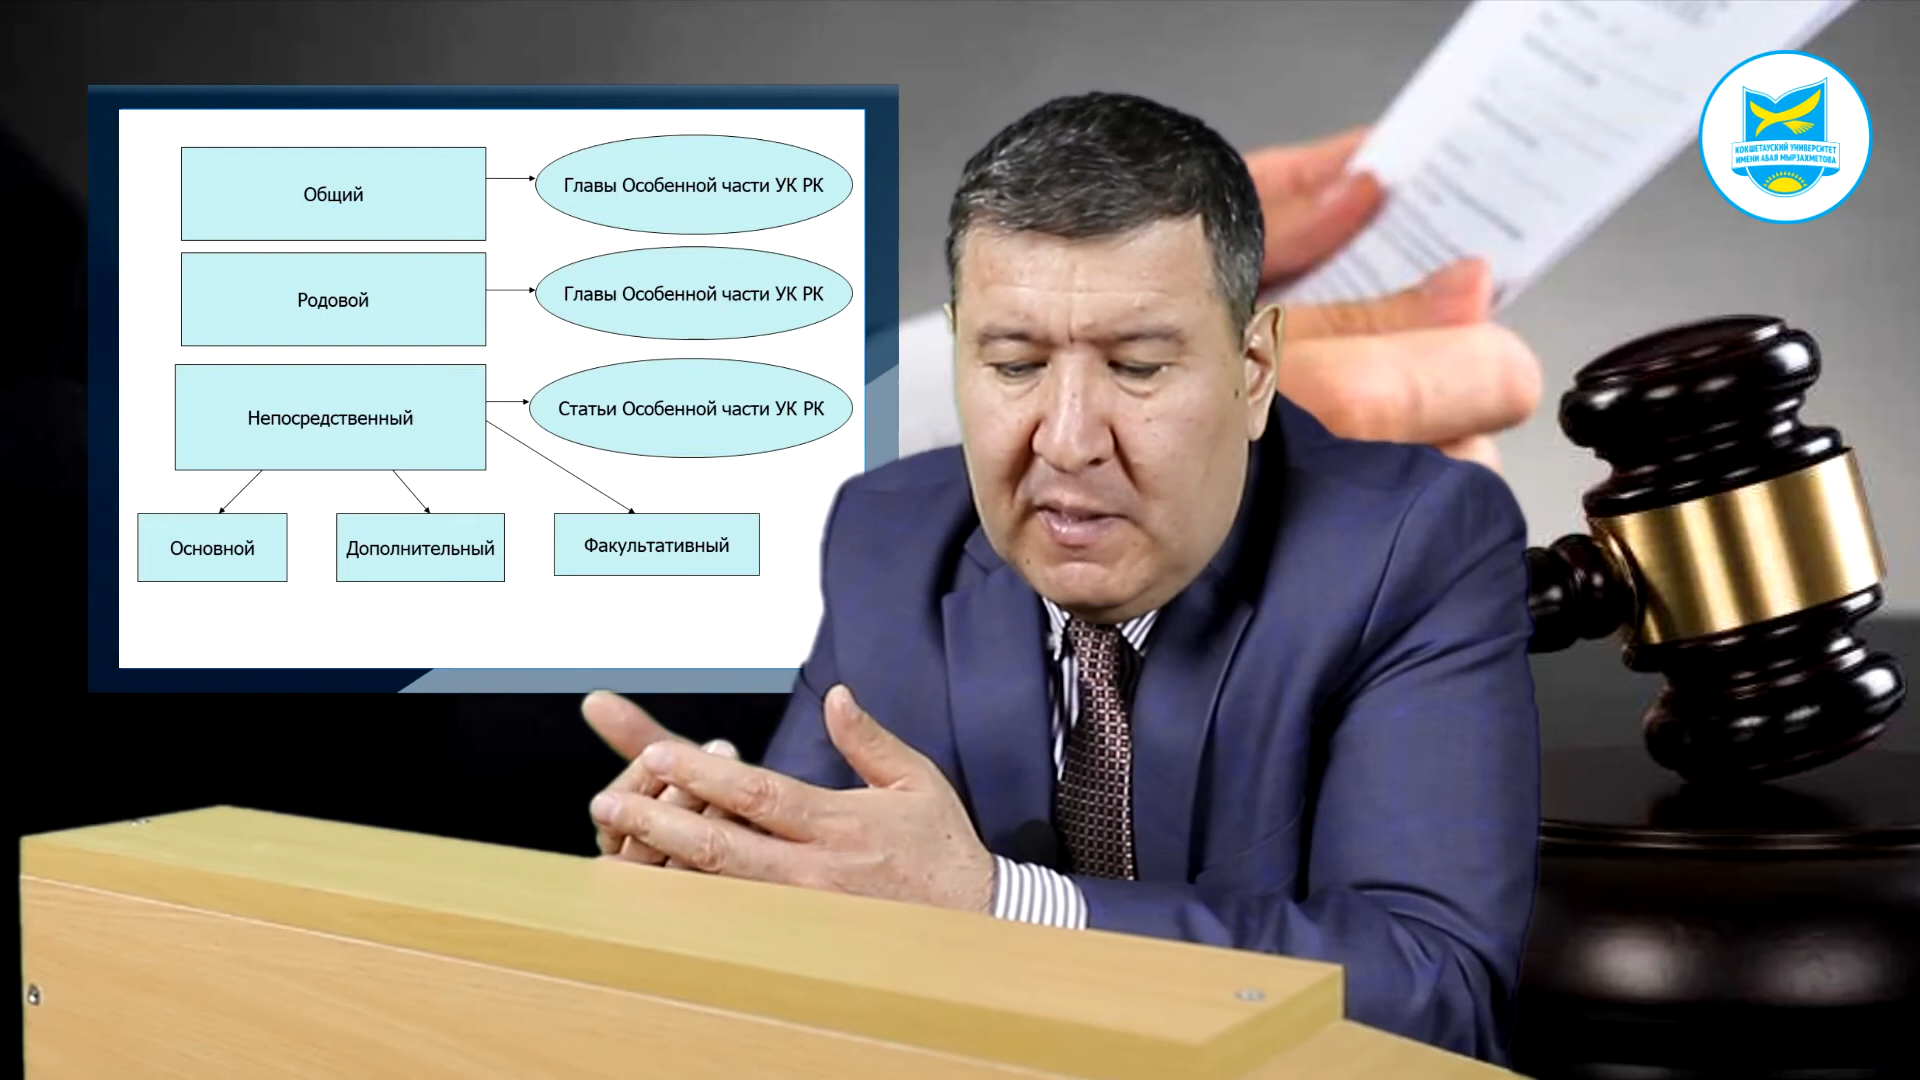 Общий
Главы Особенной части УК РК
Родовой
Главы Особенной части УК РК
Непосредственный
Статьи Особенной части УК РК
Основной
Дополнительный
Факультативный
КОКШЕТАУСКИЙ УНИВЕРСИТЕТ
ИМЕНИ АБАЯ МЫРЗАХМЕТОВА